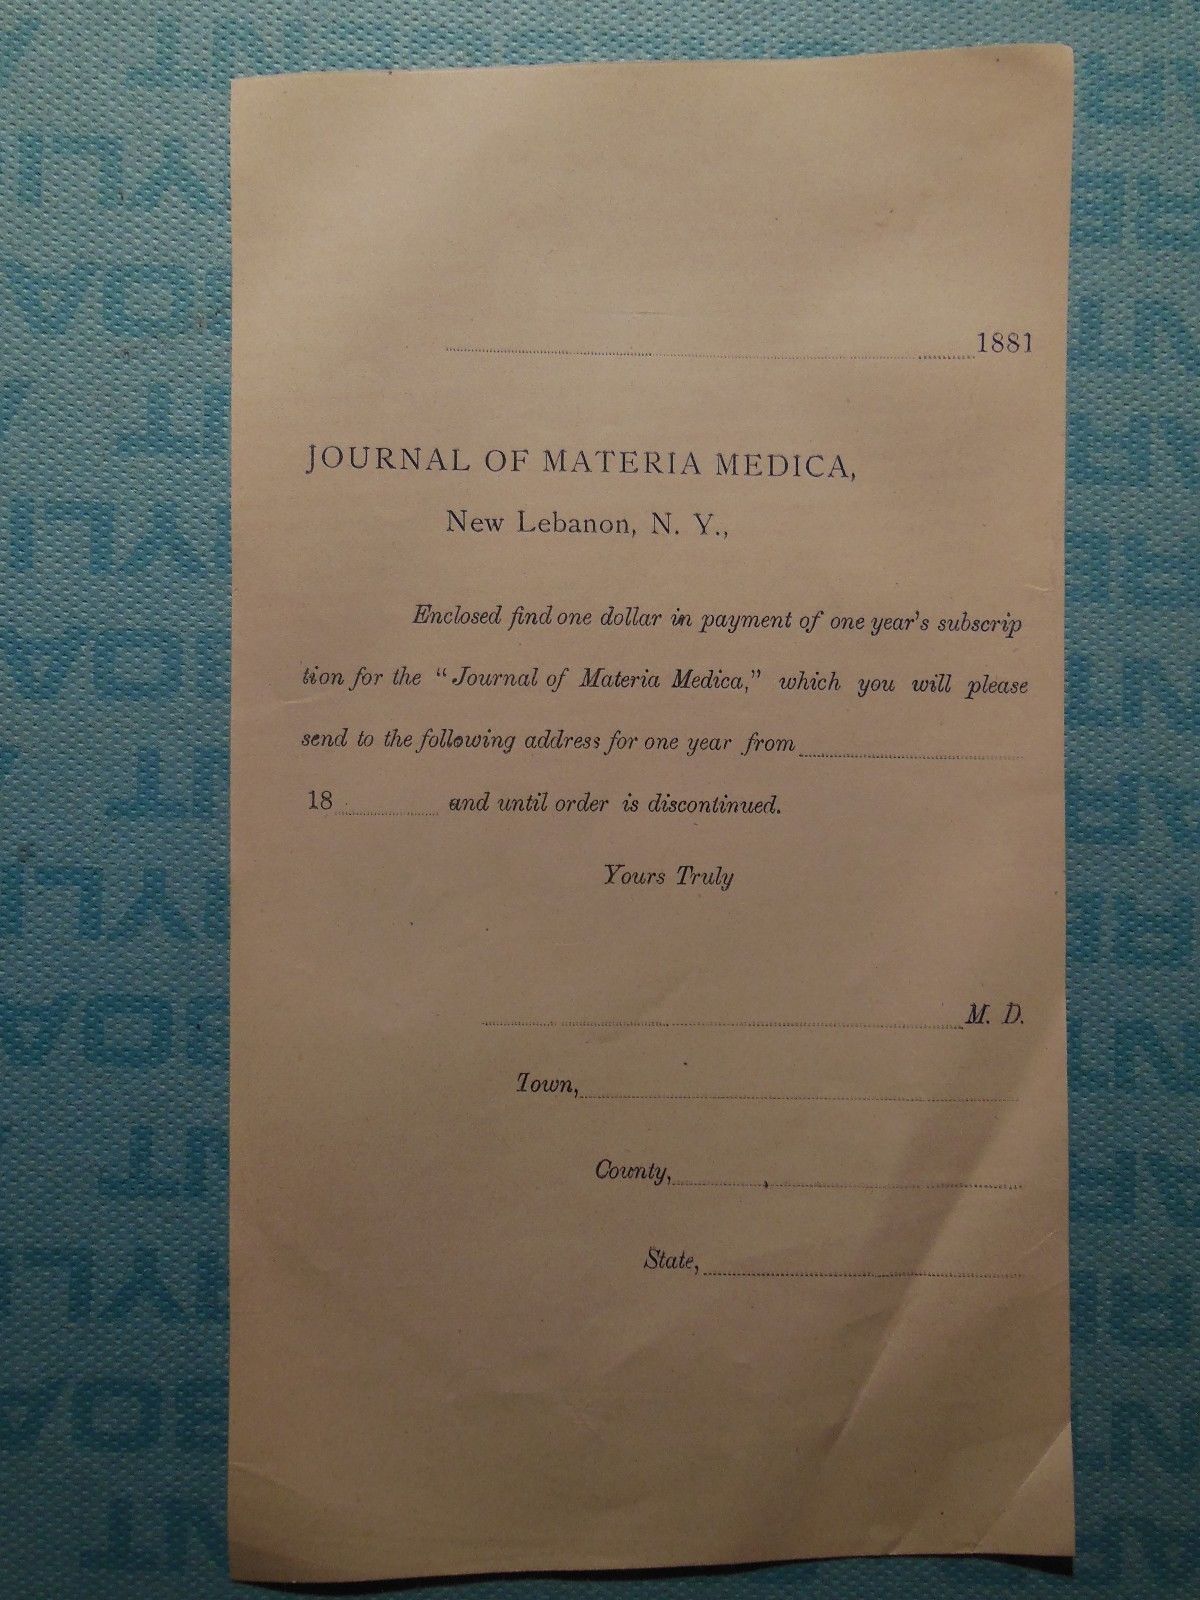 1881
JOURNAL OF MATERIA MEDICA,
New Lebanon, N. Y.,
Enclosed find one dollar in payment of one year's subscrip
tion for the "Journal of Materia Medica," which you will please
send to the following address for one year from
18 and until order is discontinued.
Yours Truly
M. D.
Town,
County,
State,